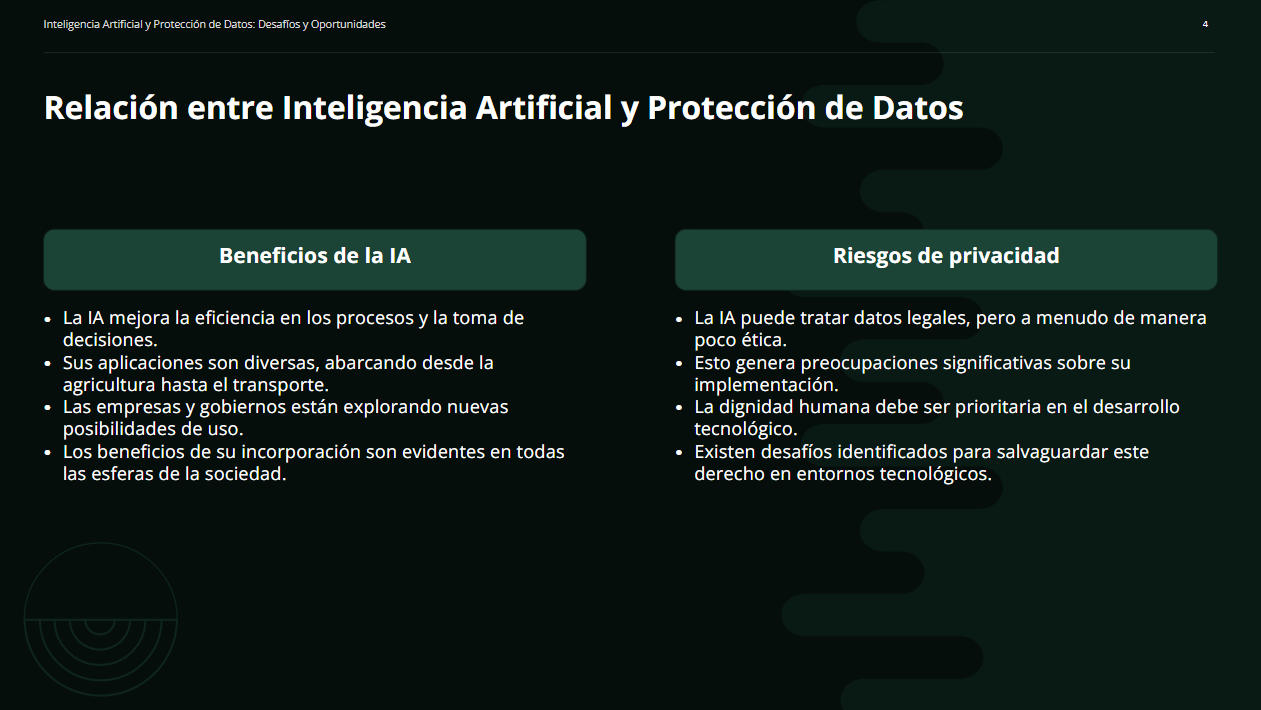 Inteligencia Artificial y Protección de Datos: Desafíos y Oportunidades
4
Relación entre Inteligencia Artificial y Protección de Datos
Beneficios de la IA
• La IA mejora la eficiencia en los procesos y la toma de
decisiones.
• Sus aplicaciones son diversas, abarcando desde la
agricultura hasta el transporte.
• Las empresas y gobiernos están explorando nuevas
posibilidades de uso.
• Los beneficios de su incorporación son evidentes en todas
las esferas de la sociedad.
Riesgos de privacidad
• La IA puede tratar datos legales, pero a menudo de manera
poco ética.
• Esto genera preocupaciones significativas sobre su
implementación.
• La dignidad humana debe ser prioritaria en el desarrollo
tecnológico.
• Existen desafíos identificados para salvaguardar este
derecho en entornos tecnológicos.